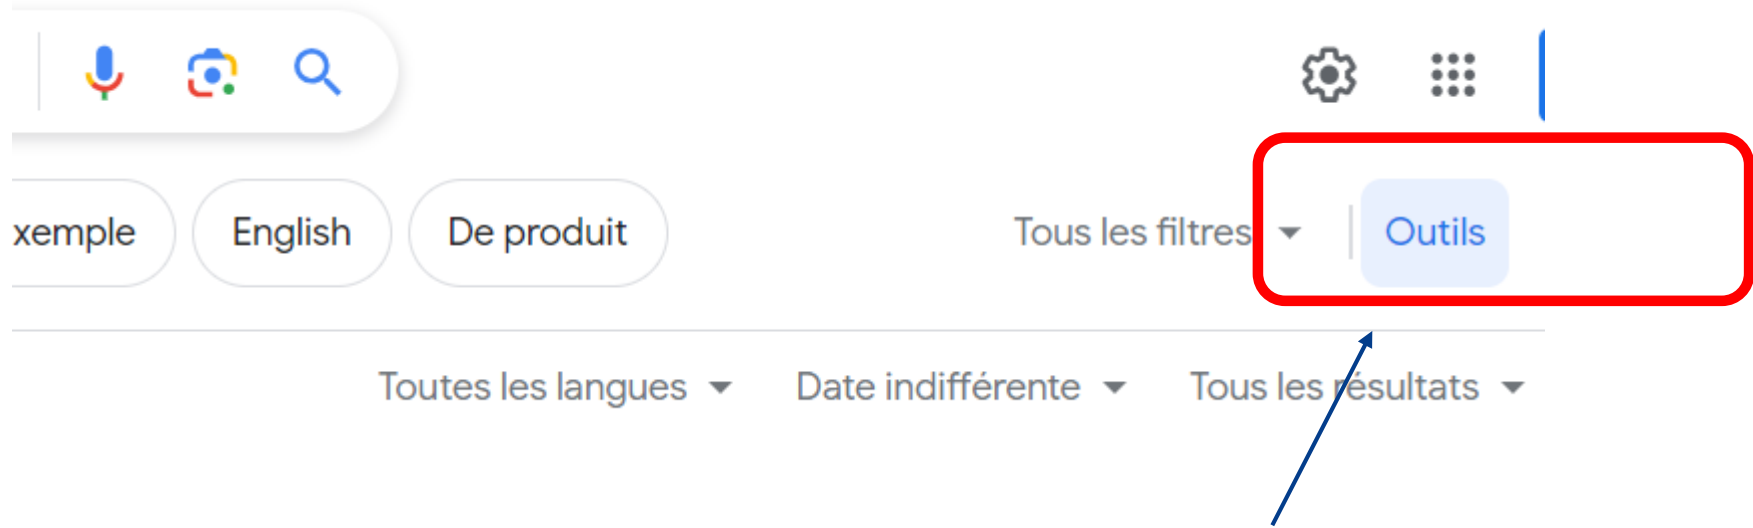 xemple English De produit Tous les filtres Outils
Toutes les langues Date indifférente Tous les résultats